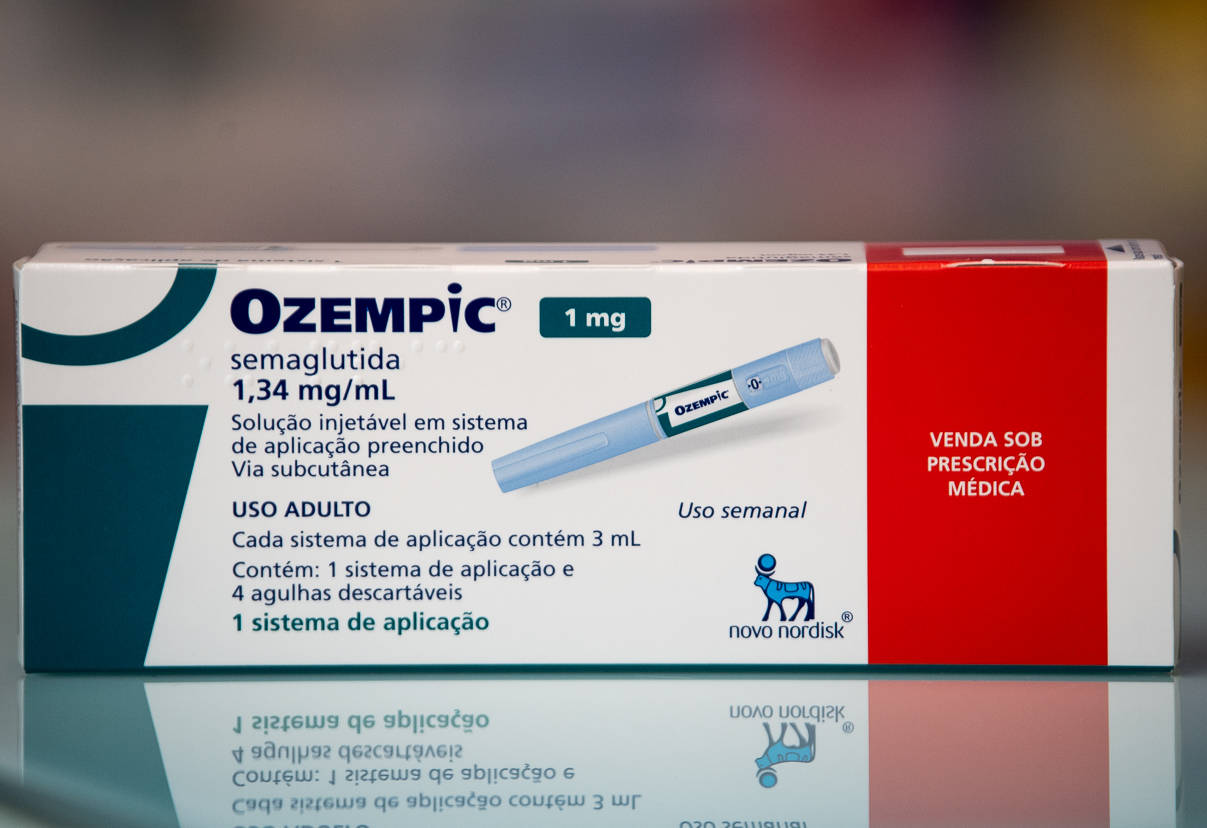 OZEMPIC®
1 mg
semaglutida
1,34 mg/mL
Solução injetável em sistema
de aplicação preenchido
Via subcutânea
USO ADULTO
Cada sistema de aplicação contém 3 mL
Contém: 1 sistema de aplicação e
4 agulhas descartáveis
1 sistema de aplicação
OZEMPIC
0
Uso semanal
novo nordisk®
VENDA SOB
PRESCRIÇÃO
MÉDICA